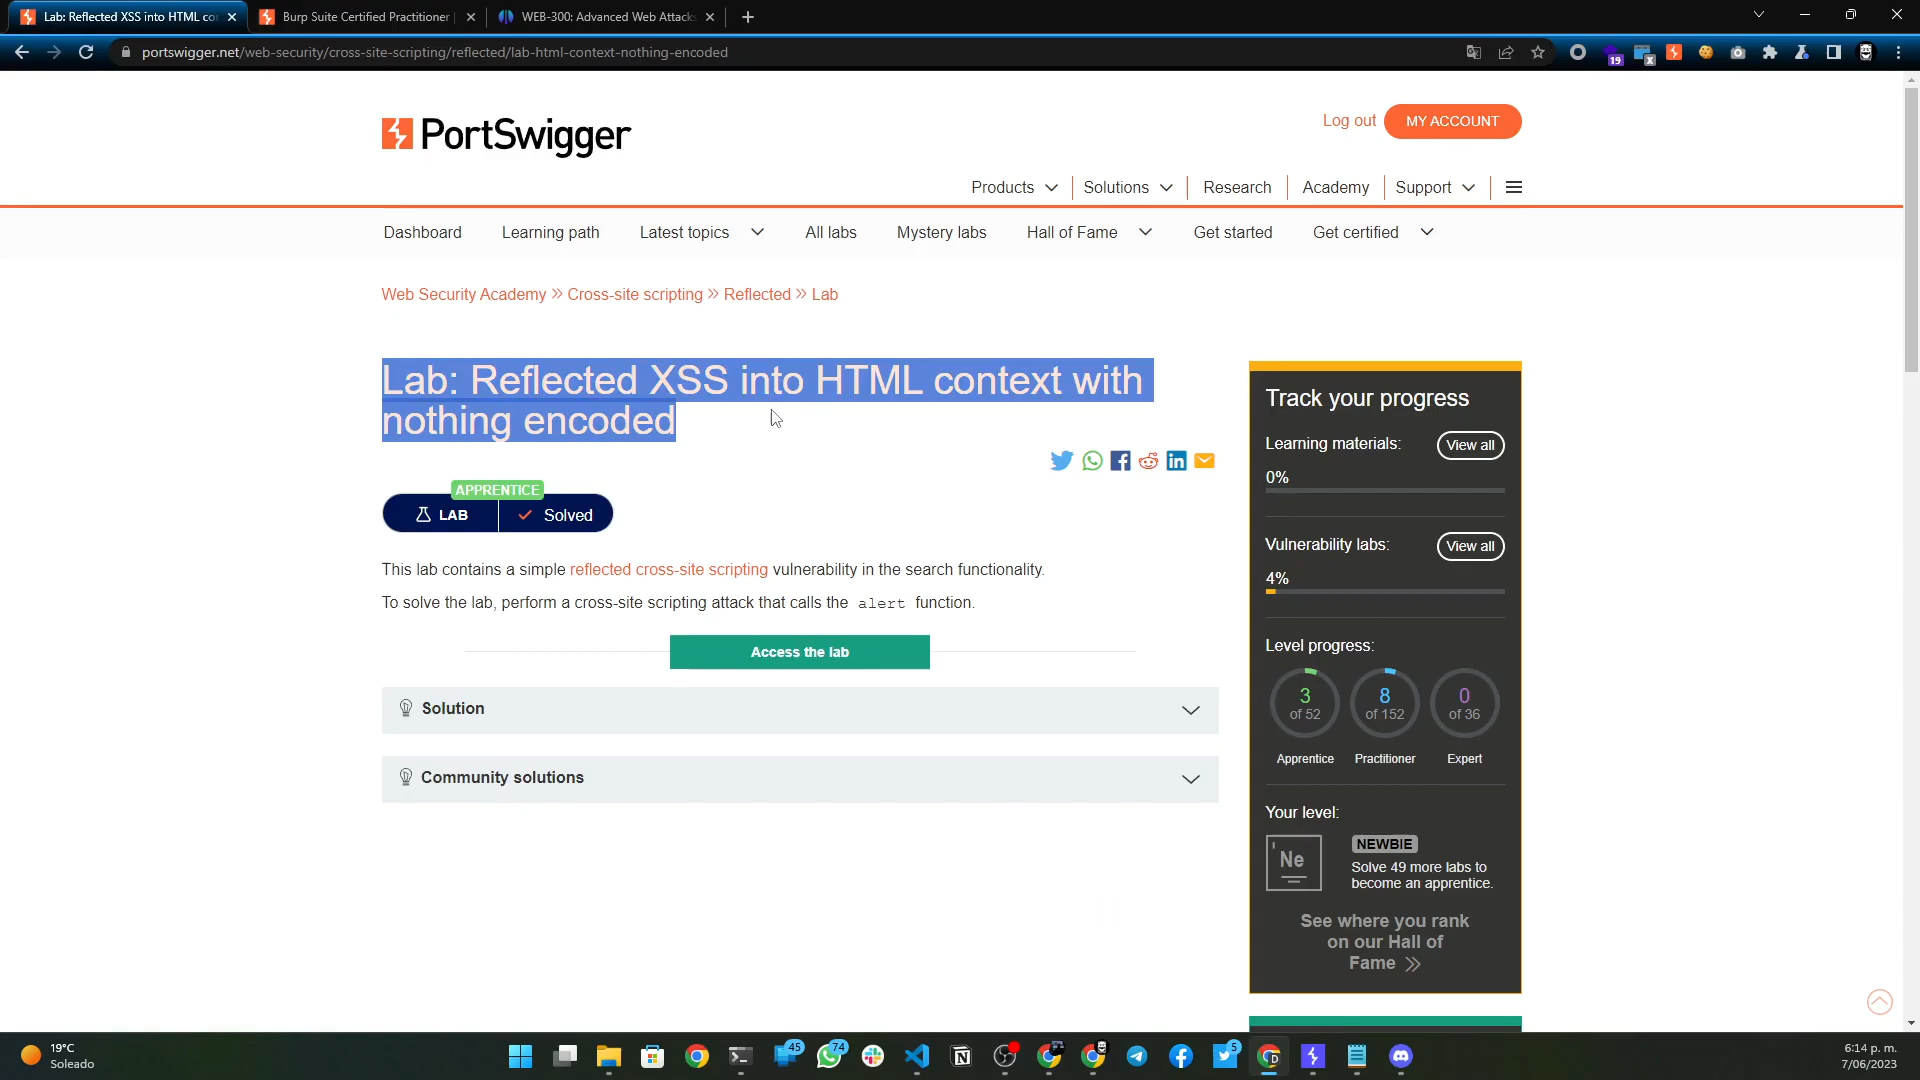 Lab: Reflected XSS into HTML co
Burp Suite Certified Practitioner
WEB-300: Advanced Web Attacks
portswigger.net/web-security/cross-site-scripting/reflected/lab-html-context-nothing-encoded
19
x
PortSwigger
Log out
MY ACCOUNT
Products
Solutions
Research
Academy
Support
Dashboard
Learning path
Latest topics
All labs
Mystery labs
Hall of Fame
Get started
Get certified
Web Security Academy » Cross-site scripting » Reflected » Lab
Lab: Reflected XSS into HTML context with
nothing encoded
APPRENTICE
LAB
Solved
This lab contains a simple reflected cross-site scripting vulnerability in the search functionality.
To solve the lab, perform a cross-site scripting attack that calls the alert function.
Access the lab
Solution
Community solutions
Track your progress
Learning materials:
View all
0%
Vulnerability labs:
View all
4%
Level progress:
3
of 52
8
of 152
0
of 36
Apprentice
Practitioner
Expert
Your level:
Ne
NEWBIE
Solve 49 more labs to
become an apprentice.
See where you rank
on our Hall of
Fame »
19°C
Soleado
45
74
5
6:14 p. m.
7/06/2023